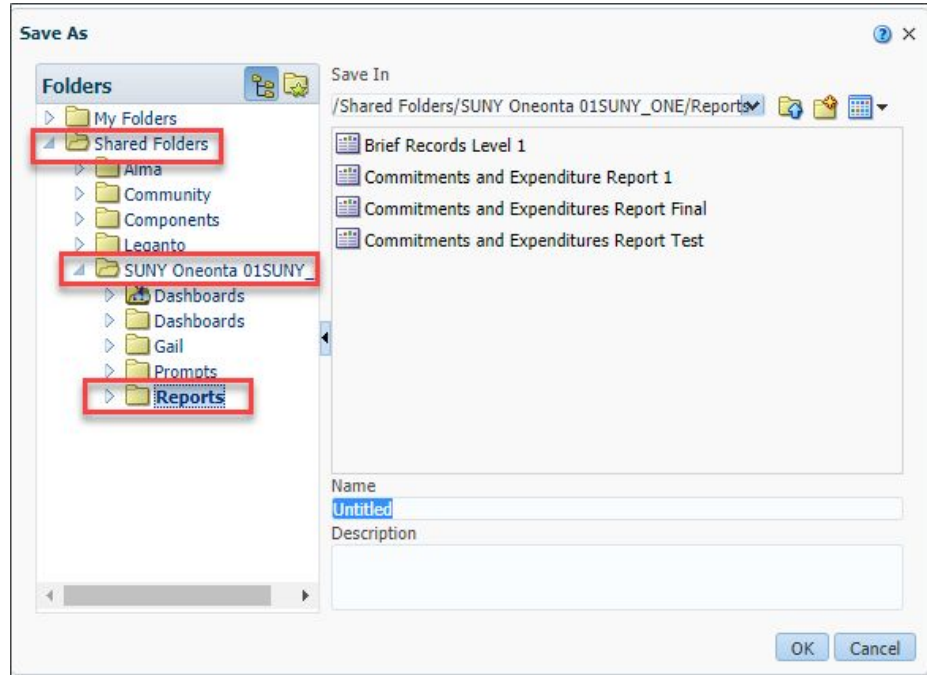 Save As
Folders
My Folders
Shared Folders
Alma
Community
Components
Leganto
SUNY Oneonta 01SUNY_
Dashboards
Dashboards
Gail
Prompts
Reports
Save In
/Shared Folders/SUNY Oneonta 01SUNY_ONE/Reports
Brief Records Level 1
Commitments and Expenditure Report 1
Commitments and Expenditures Report Final
Commitments and Expenditures Report Test
Name
Untitled
Description
OK Cancel